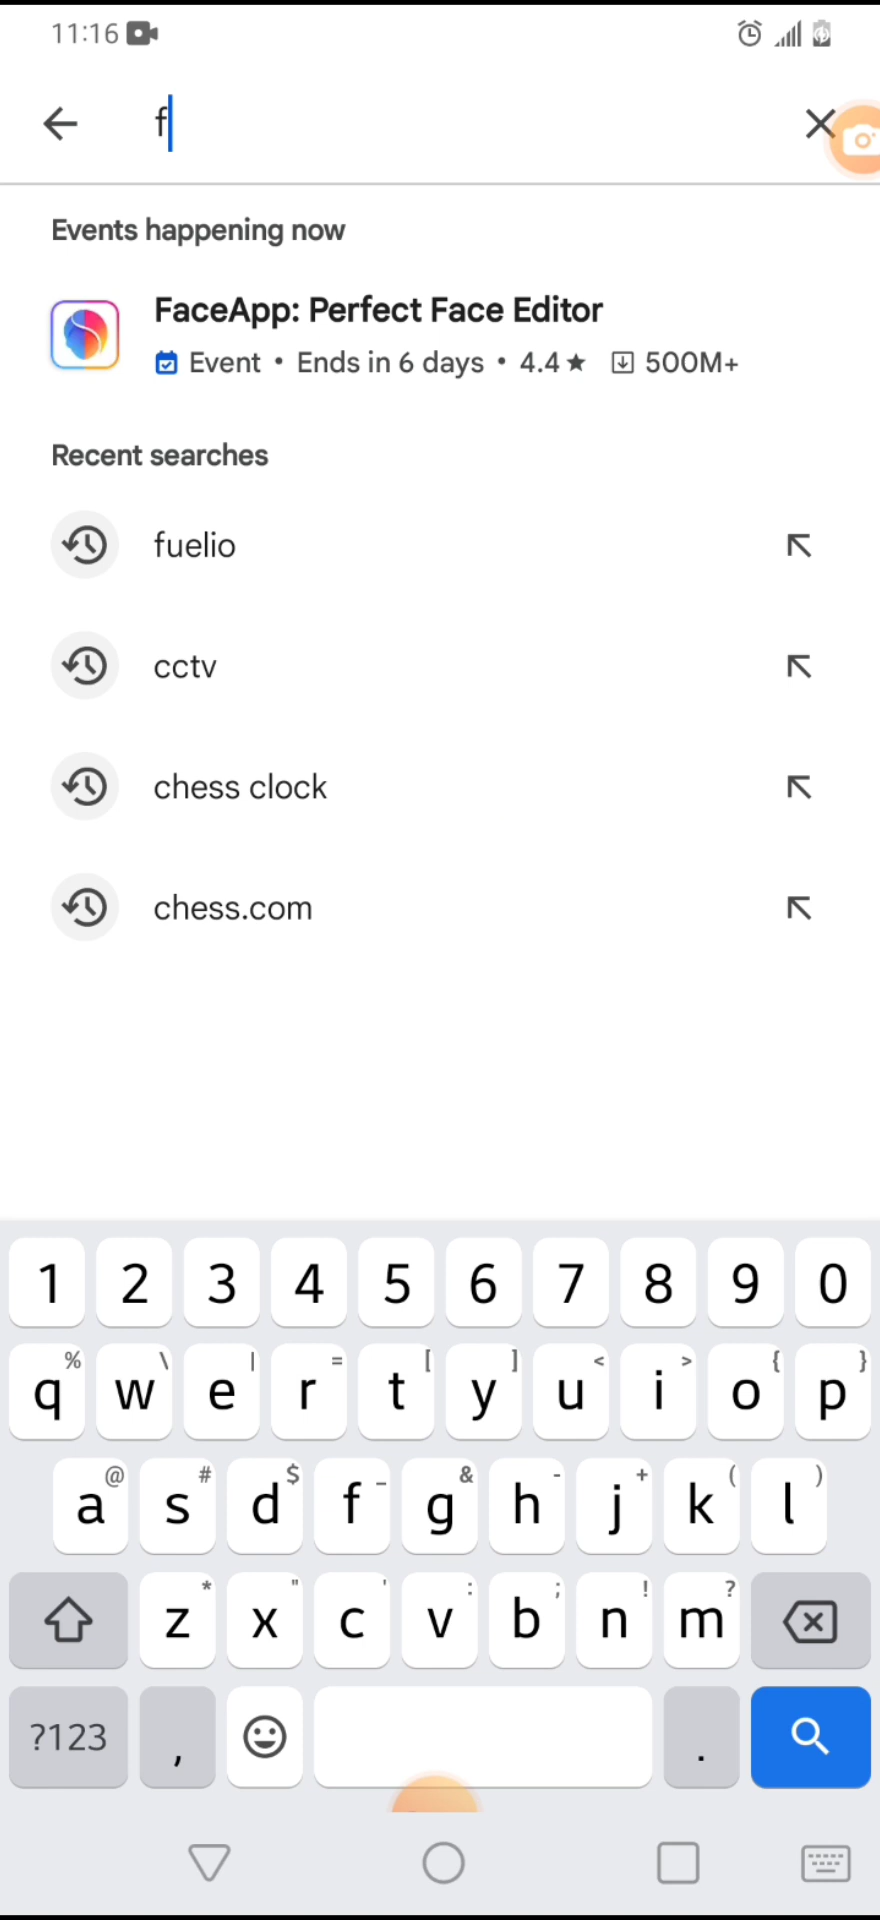 11:16
f
Events happening now
FaceApp: Perfect Face Editor
Event • Ends in 6 days • 4.4 ★ 500M+
Recent searches
fuelio
cctv
chess clock
chess.com
1 2 3 4 5 6 7 8 9 0
q % w \ e | r = t [ y ] u < i > o { p }
a @ s # d $ f _ g & h - j + k ( l )
z * x " c ' v : b ; n ! m ?
?123 , .